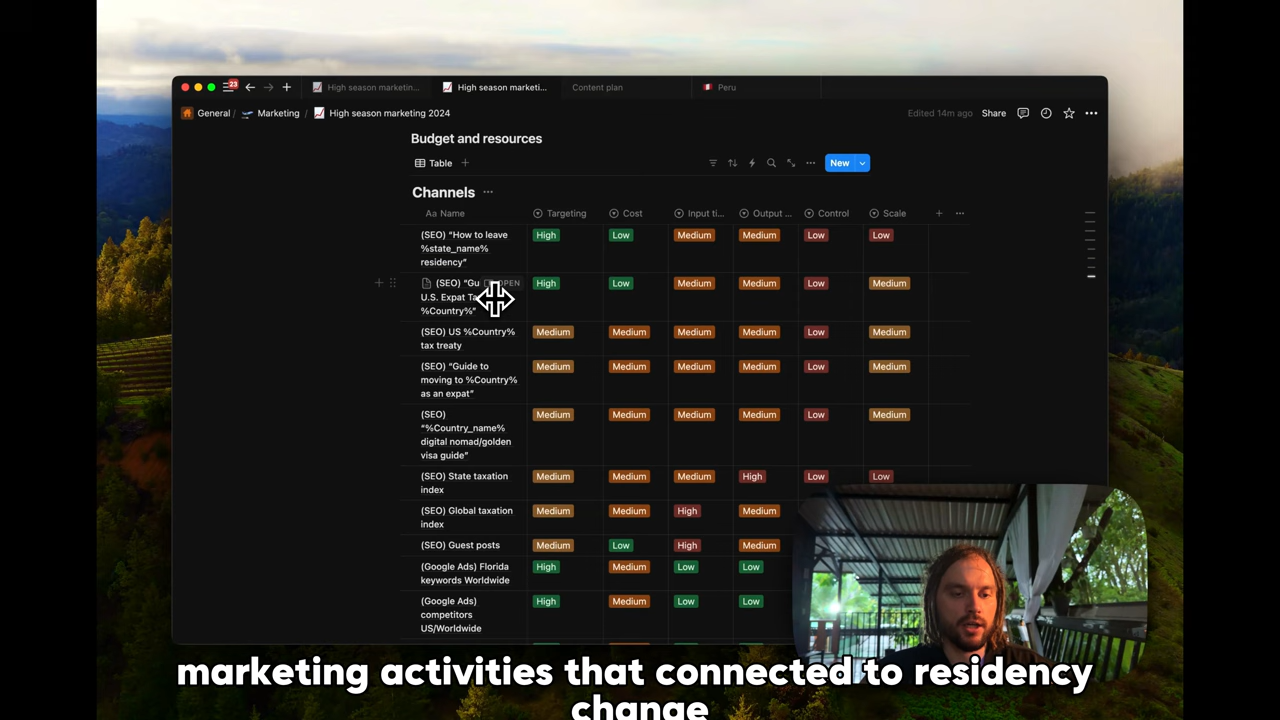 23
High season marketin...
High season marketi...
Content plan
Peru
General / Marketing / High season marketing 2024
Edited 14m ago
Share
Budget and resources
Table
New
Channels
Aa Name
Targeting
Cost
Input ti...
Output ...
Control
Scale
(SEO) “How to leave
%state_name%
residency”
High
Low
Medium
Medium
Low
Low
(SEO) “Gu
OPEN
U.S. Expat Ta
%Country%”
High
Low
Medium
Medium
Low
Medium
(SEO) US %Country%
tax treaty
Medium
Medium
Medium
Medium
Low
Medium
(SEO) “Guide to
moving to %Country%
as an expat”
Medium
Medium
Medium
Medium
Low
Medium
(SEO)
“%Country_name%
digital nomad/golden
visa guide”
Medium
Medium
Medium
Medium
Low
Medium
(SEO) State taxation
index
Medium
Medium
Medium
High
Low
Low
(SEO) Global taxation
index
Medium
Medium
High
Medium
(SEO) Guest posts
Medium
Low
High
Medium
(Google Ads) Florida
keywords Worldwide
High
Medium
Low
Low
(Google Ads)
competitors
US/Worldwide
High
Medium
Low
Low
marketing activities that connected to residency
change